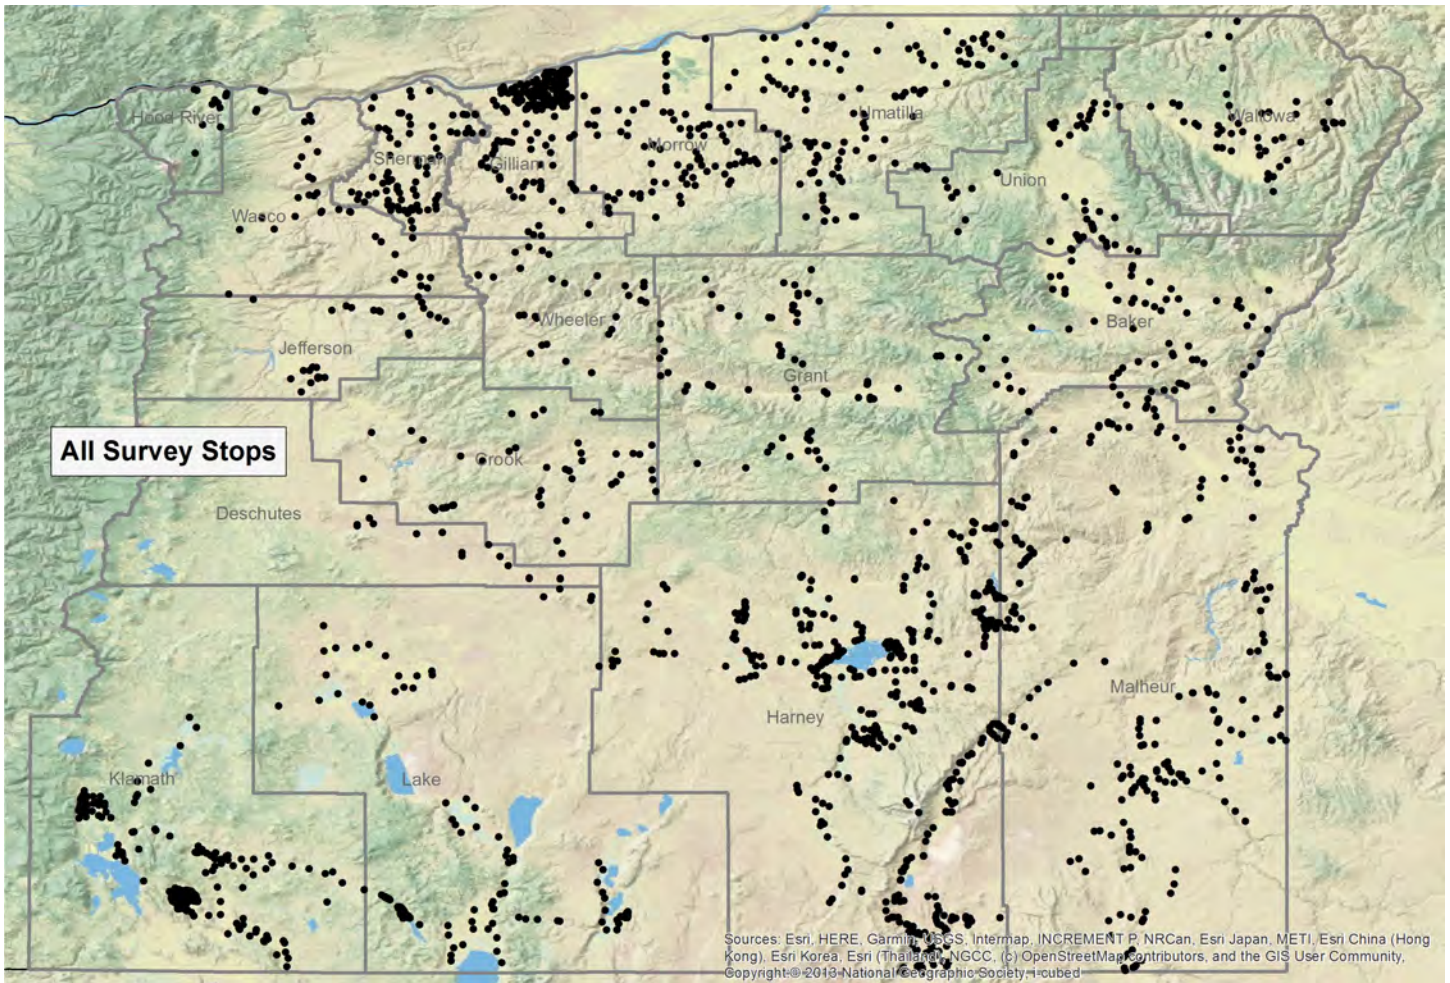 Hood River
Umatilla
Wallowa
Sherman
Gilliam
Morrow
Union
Wasco
Wheeler
Baker
Jefferson
Grant
All Survey Stops
Crook
Deschutes
Malheur
Harney
Klamath
Lake
Sources: Esri, HERE, Garmin, USGS, Intermap, INCREMENT P, NRCan, Esri Japan, METI, Esri China (Hong
Kong), Esri Korea, Esri (Thailand), NGCC, (c) OpenStreetMap contributors, and the GIS User Community,
Copyright:© 2013 National Geographic Society, i-cubed